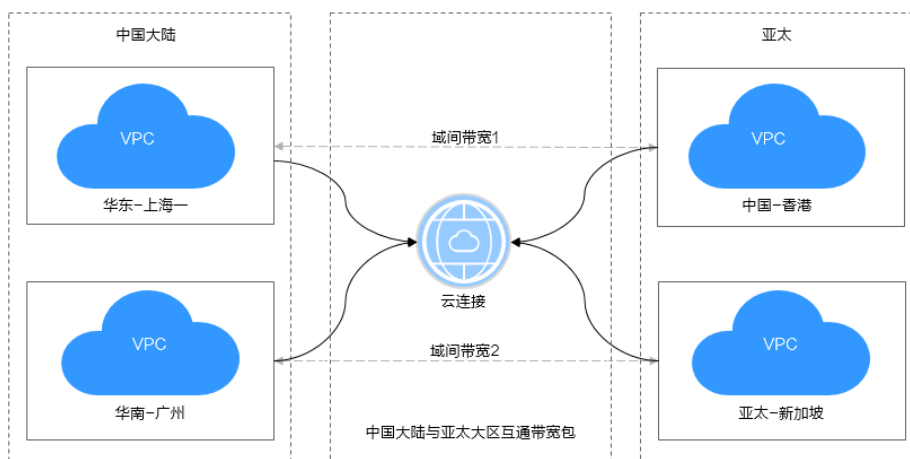 中国大陆
亚太
VPC
华东-上海一
域间带宽1
VPC
中国-香港
云连接
VPC
华南-广州
域间带宽2
VPC
亚太-新加坡
中国大陆与亚太大区互通带宽包